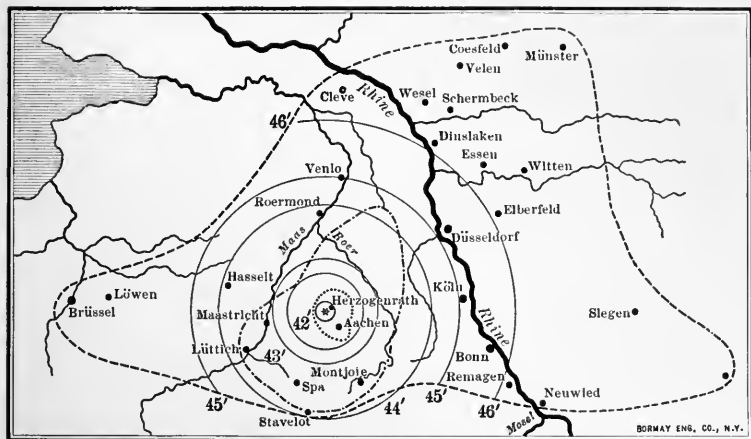 Coesfeld
Velen
Münster
Cleve
Rhine
Wesel
Schermbeck
46'
Dinslaken
Essen
Witten
Venlo
Roermond
Elberfeld
Maas
Roer
Düsseldorf
Hasselt
Köln
Löwen
Brüssel
Herzogenrath
42'
Maastricht
Aachen
Siegen
Rhine
Lüttich
43'
Bonn
Montjoie
Spa
Remagen
Neuwied
45'
Stavelot
44'
45'
46'
Mosel
BORMAY ENG. CO., N.Y.